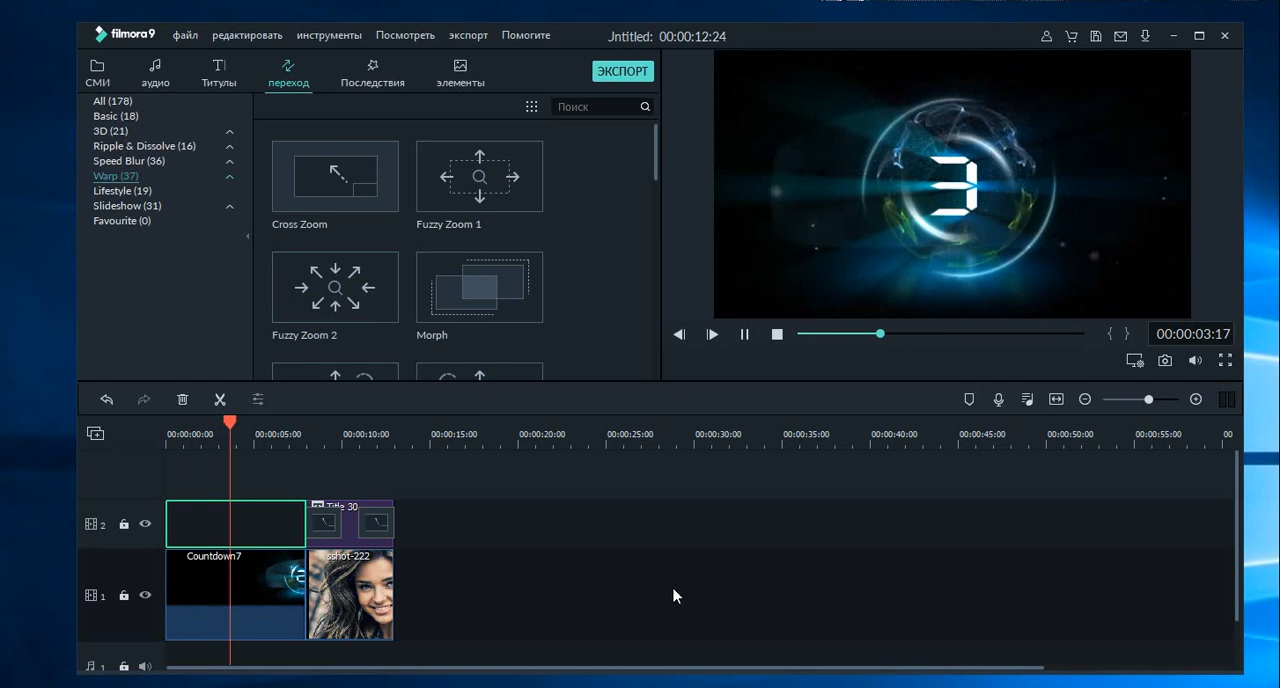 filmora9 файл редактировать инструменты Посмотреть экспорт Помогите Jntitled: 00:00:12:24
СМИ аудио Титулы переход Последствия элементы ЭКСПОРТ
All (178)
Basic (18)
3D (21)
Ripple & Dissolve (16)
Speed Blur (36)
Warp (37)
Lifestyle (19)
Slideshow (31)
Favourite (0)
Поиск
Cross Zoom Fuzzy Zoom 1
Fuzzy Zoom 2 Morph
3
00:00:03:17
00:00:00:00 00:00:05:00 00:00:10:00 00:00:15:00 00:00:20:00 00:00:25:00 00:00:30:00 00:00:35:00 00:00:40:00 00:00:45:00 00:00:50:00 00:00:55:00 00
2 Title 30
Countdown7 sshot-222
3
1
1